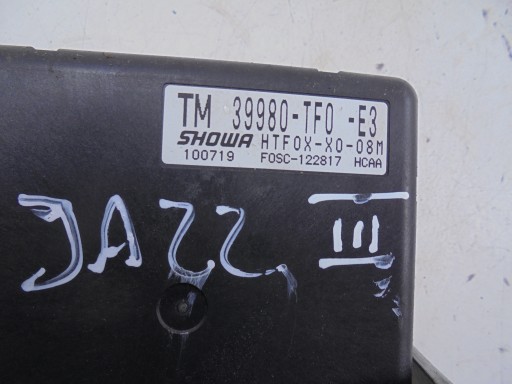 TM 39980-TF0 -E3
SHOWA HTF0X-X0-08M
100719 F0SC-122817 HCAA
JAZZ III